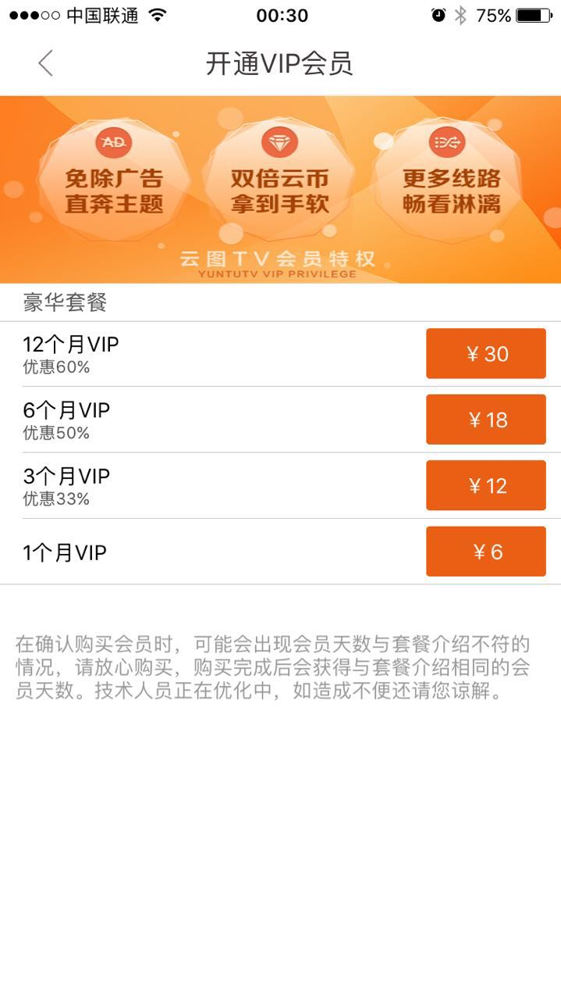 中国联通 00:30 75%
开通VIP会员
AD
免除广告 双倍云币 更多线路
直奔主题 拿到手软 畅看淋漓
云图TV会员特权
YUNTUTV VIP PRIVILEGE
豪华套餐
12个月VIP ¥ 30
优惠60%
6个月VIP ¥ 18
优惠50%
3个月VIP ¥ 12
优惠33%
1个月VIP ¥ 6
在确认购买会员时，可能会出现会员天数与套餐介绍不符的
情况，请放心购买，购买完成后会获得与套餐介绍相同的会
员天数。技术人员正在优化中，如造成不便还请您谅解。